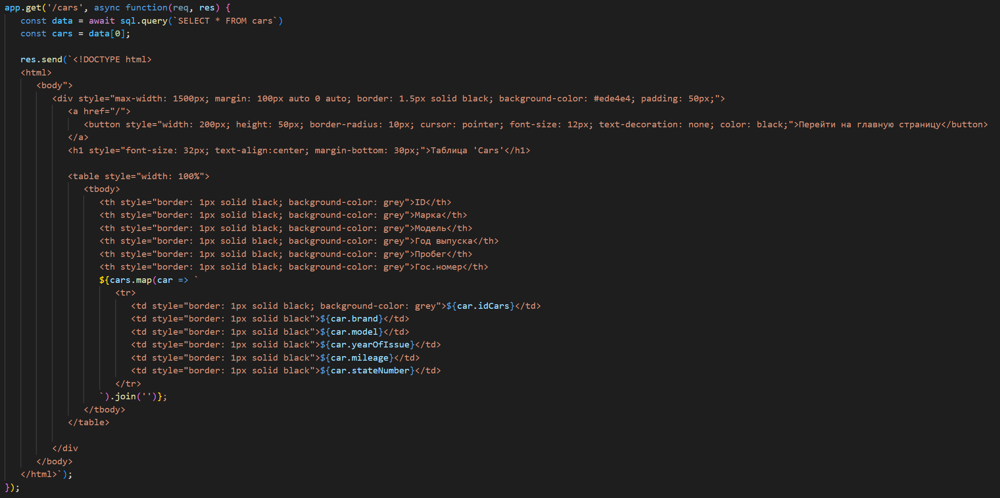 app.get('/cars', async function(req, res) {
const data = await sql.query(`SELECT * FROM cars`)
const cars = data[0];
res.send(`<!DOCTYPE html>
<html>
<body">
<div style="max-width: 1500px; margin: 100px auto 0 auto; border: 1.5px solid black; background-color: #ede4e4; padding: 50px;">
<a href="/">
<button style="width: 200px; height: 50px; border-radius: 10px; cursor: pointer; font-size: 12px; text-decoration: none; color: black;">Перейти на главную страницу</button>
</a>
<h1 style="font-size: 32px; text-align:center; margin-bottom: 30px;">Таблица 'Cars'</h1>
<table style="width: 100%">
<tbody>
<th style="border: 1px solid black; background-color: grey">ID</th>
<th style="border: 1px solid black; background-color: grey">Марка</th>
<th style="border: 1px solid black; background-color: grey">Модель</th>
<th style="border: 1px solid black; background-color: grey">Год выпуска</th>
<th style="border: 1px solid black; background-color: grey">Пробег</th>
<th style="border: 1px solid black; background-color: grey">Гос.номер</th>
${cars.map(car => `
<tr>
<td style="border: 1px solid black; background-color: grey">${car.idCars}</td>
<td style="border: 1px solid black">${car.brand}</td>
<td style="border: 1px solid black">${car.model}</td>
<td style="border: 1px solid black">${car.yearOfIssue}</td>
<td style="border: 1px solid black">${car.mileage}</td>
<td style="border: 1px solid black">${car.stateNumber}</td>
</tr>
`).join('')};
</tbody>
</table>
</div
</body>
</html>`);
});